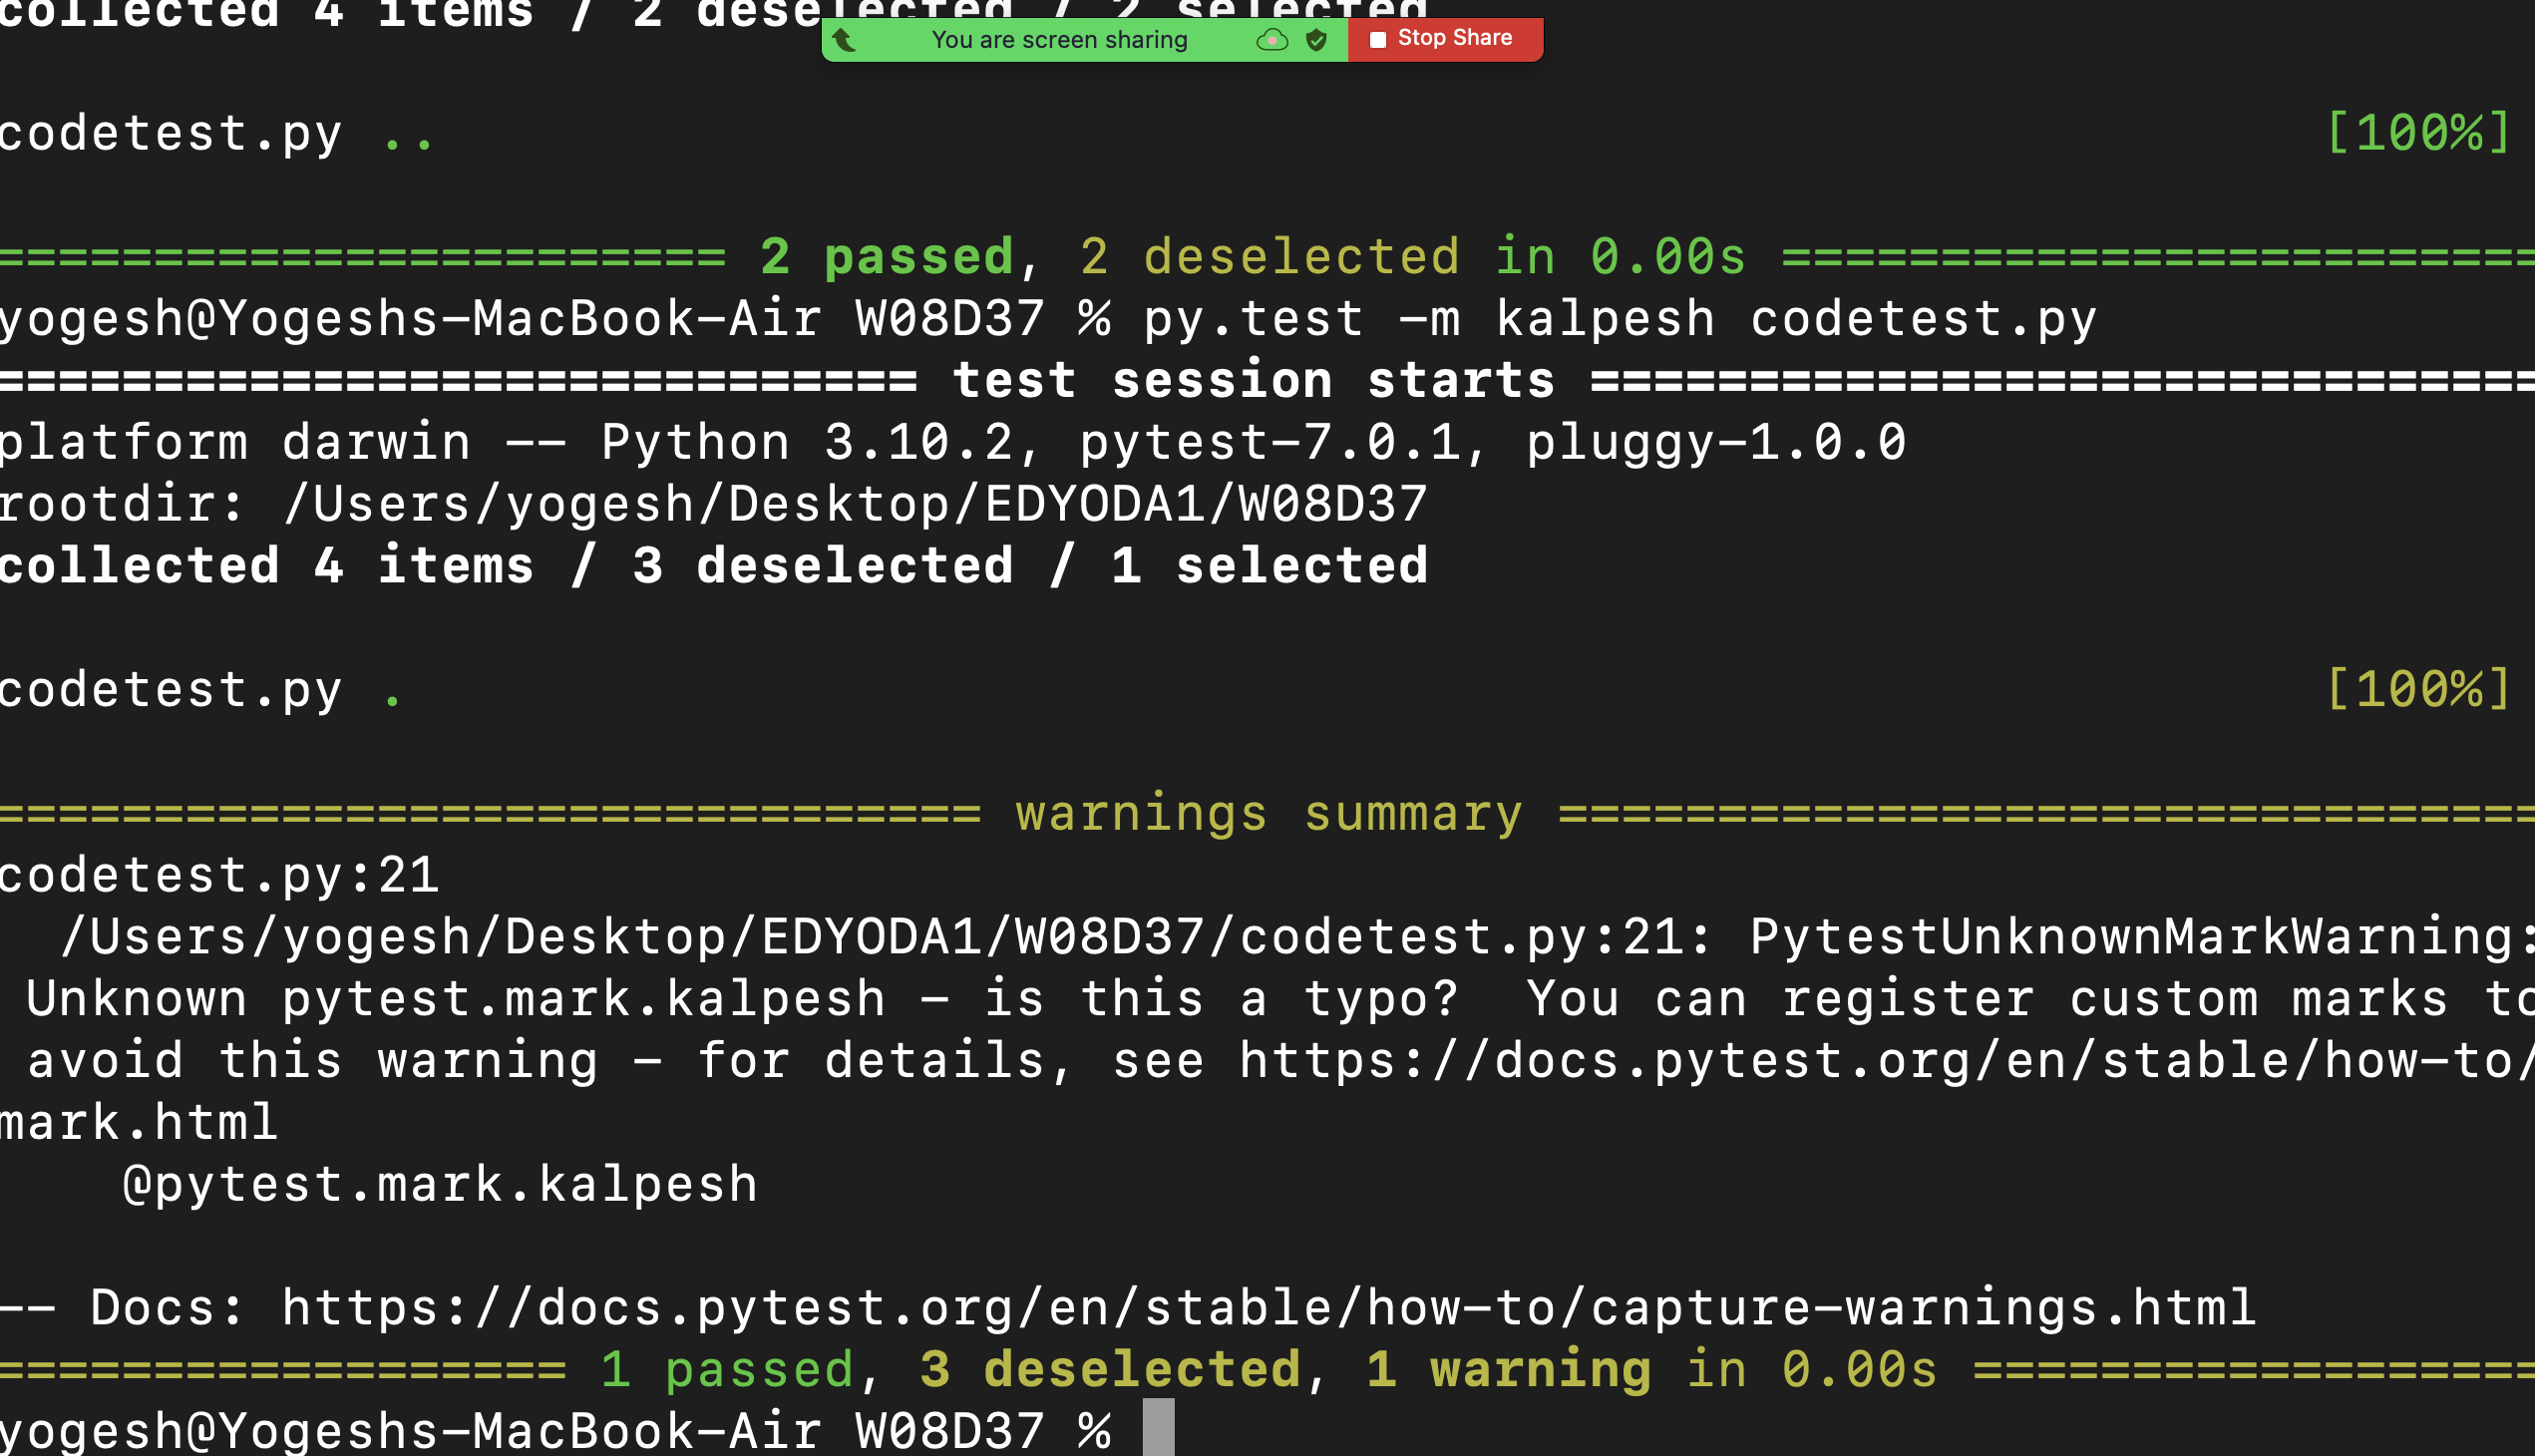 collected 4 items / 2 deselected / 2 selected
You are screen sharing
Stop Share
codetest.py .. [100%]
======================= 2 passed, 2 deselected in 0.00s ========================
yogesh@Yogeshs-MacBook-Air W08D37 % py.test -m kalpesh codetest.py
============================= test session starts ==============================
platform darwin -- Python 3.10.2, pytest-7.0.1, pluggy-1.0.0
rootdir: /Users/yogesh/Desktop/EDYODA1/W08D37
collected 4 items / 3 deselected / 1 selected
codetest.py . [100%]
=============================== warnings summary ===============================
codetest.py:21
/Users/yogesh/Desktop/EDYODA1/W08D37/codetest.py:21: PytestUnknownMarkWarning:
Unknown pytest.mark.kalpesh - is this a typo?  You can register custom marks to
avoid this warning - for details, see https://docs.pytest.org/en/stable/how-to/
mark.html
@pytest.mark.kalpesh
-- Docs: https://docs.pytest.org/en/stable/how-to/capture-warnings.html
================== 1 passed, 3 deselected, 1 warning in 0.00s ==================
yogesh@Yogeshs-MacBook-Air W08D37 %